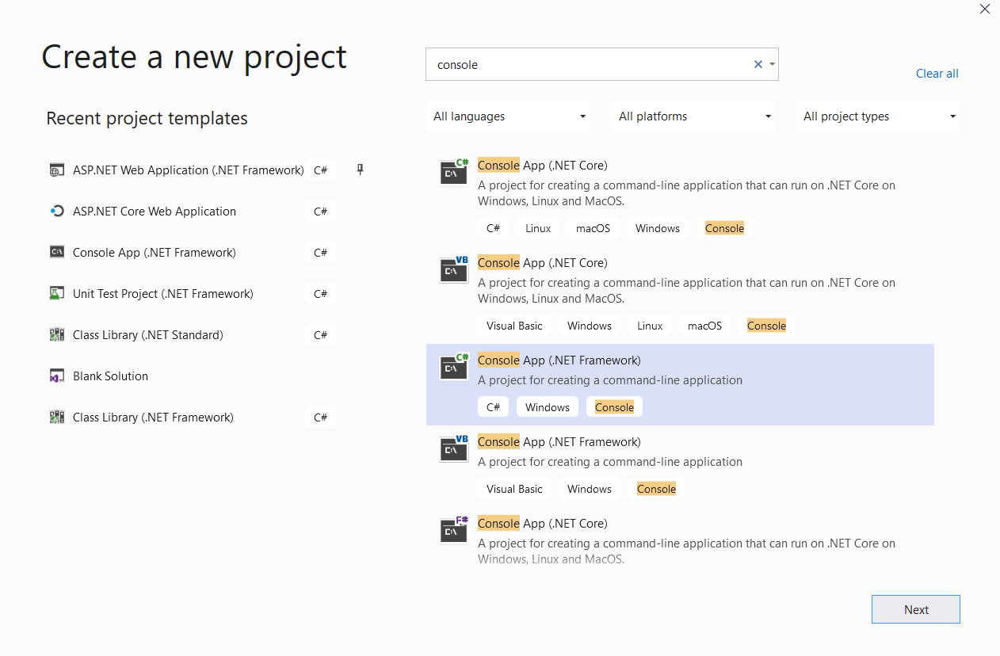 Create a new project
Recent project templates
ASP.NET Web Application (.NET Framework) C#
ASP.NET Core Web Application C#
Console App (.NET Framework) C#
Unit Test Project (.NET Framework) C#
Class Library (.NET Standard) C#
Blank Solution
Class Library (.NET Framework) C#
console
Clear all
All languages All platforms All project types
C#
C:\
Console App (.NET Core)
A project for creating a command-line application that can run on .NET Core on
Windows, Linux and MacOS.
C# Linux macOS Windows Console
VB
C:\
Console App (.NET Core)
A project for creating a command-line application that can run on .NET Core on
Windows, Linux and MacOS.
Visual Basic Windows Linux macOS Console
C#
C:\
Console App (.NET Framework)
A project for creating a command-line application
C# Windows Console
VB
C:\
Console App (.NET Framework)
A project for creating a command-line application
Visual Basic Windows Console
F#
C:\
Console App (.NET Core)
A project for creating a command-line application that can run on .NET Core on
Windows, Linux and MacOS.
Next